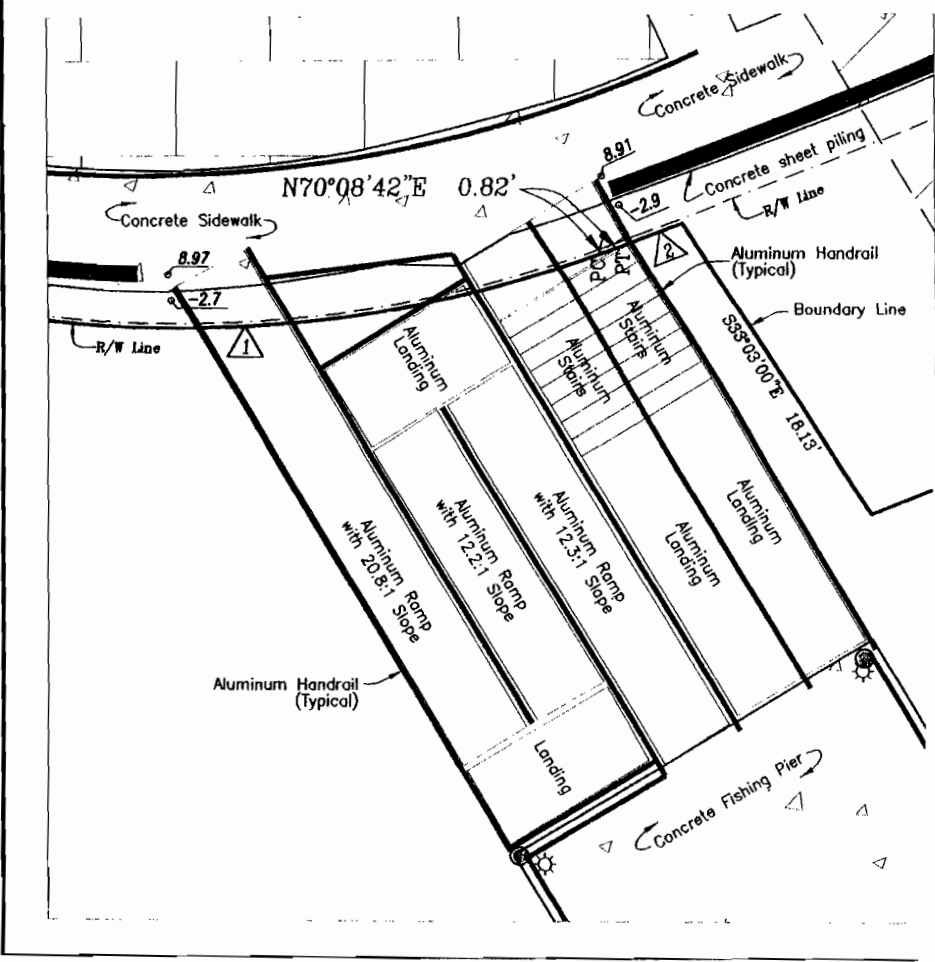 Concrete Sidewalk
8.91
Concrete sheet piling
N70°08'42"E 0.82'
-2.9
R/W Line
Concrete Sidewalk
PC
PT
2
Aluminum Handrail
(Typical)
8.97
-2.7
Boundary Line
R/W Line
1
Aluminum
Landing
Aluminum
Stairs
Aluminum
Stairs
S33°03'00"E 18.13'
Aluminum Ramp
with 20.8:1 Slope
Aluminum Ramp
with 12.2:1 Slope
Aluminum Ramp
with 12.3:1 Slope
Aluminum
Landing
Aluminum
Landing
Aluminum Handrail
(Typical)
Landing
Concrete Fishing Pier